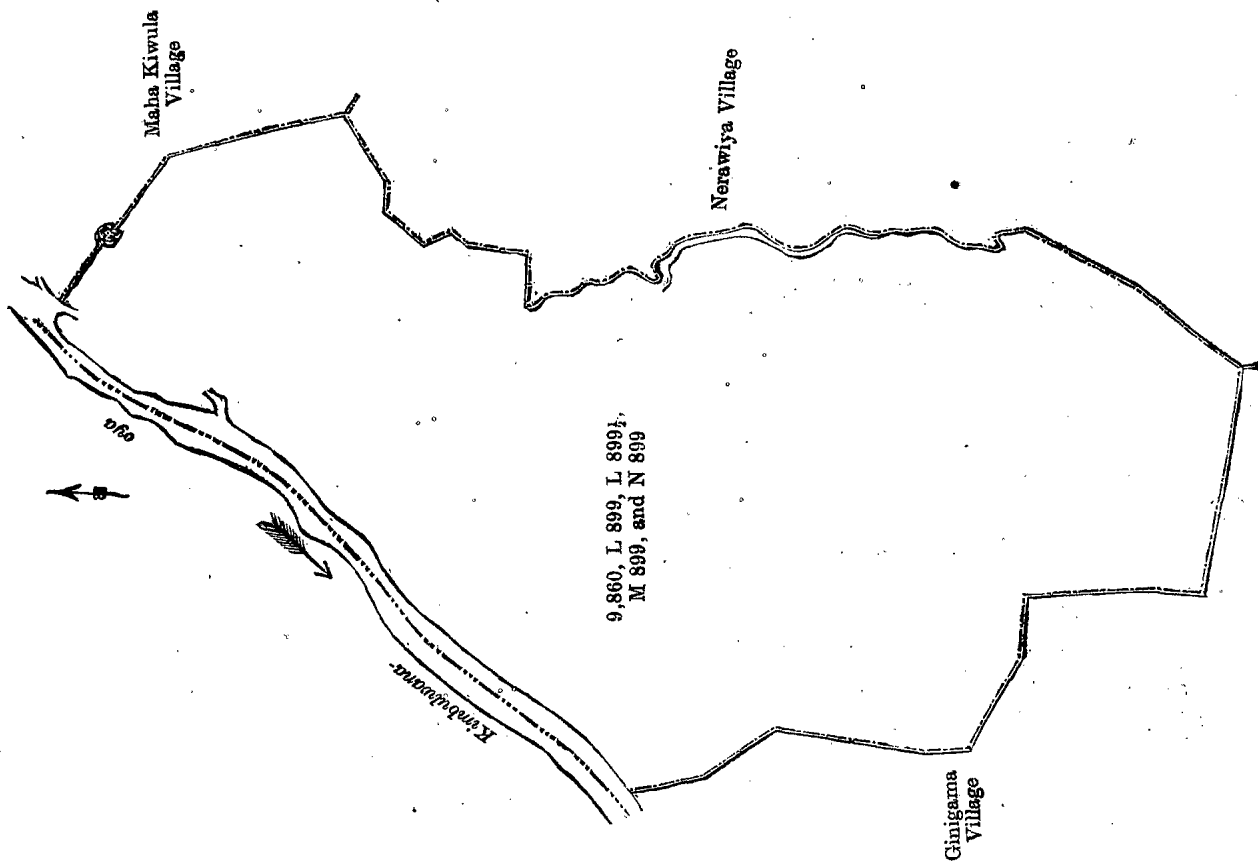 Maha Kiwula
Village
Nerawiya Village
oya
Kimbulwana-
9,860, L 899, L 899½,
M 899, and N 899
Ginigama
Village